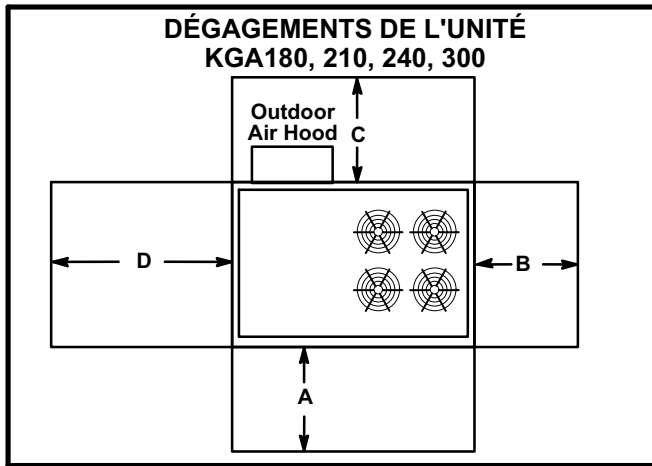 DÉGAGEMENTS DE L'UNITÉ
KGA180, 210, 240, 300
Outdoor
Air Hood
C
D
B
A